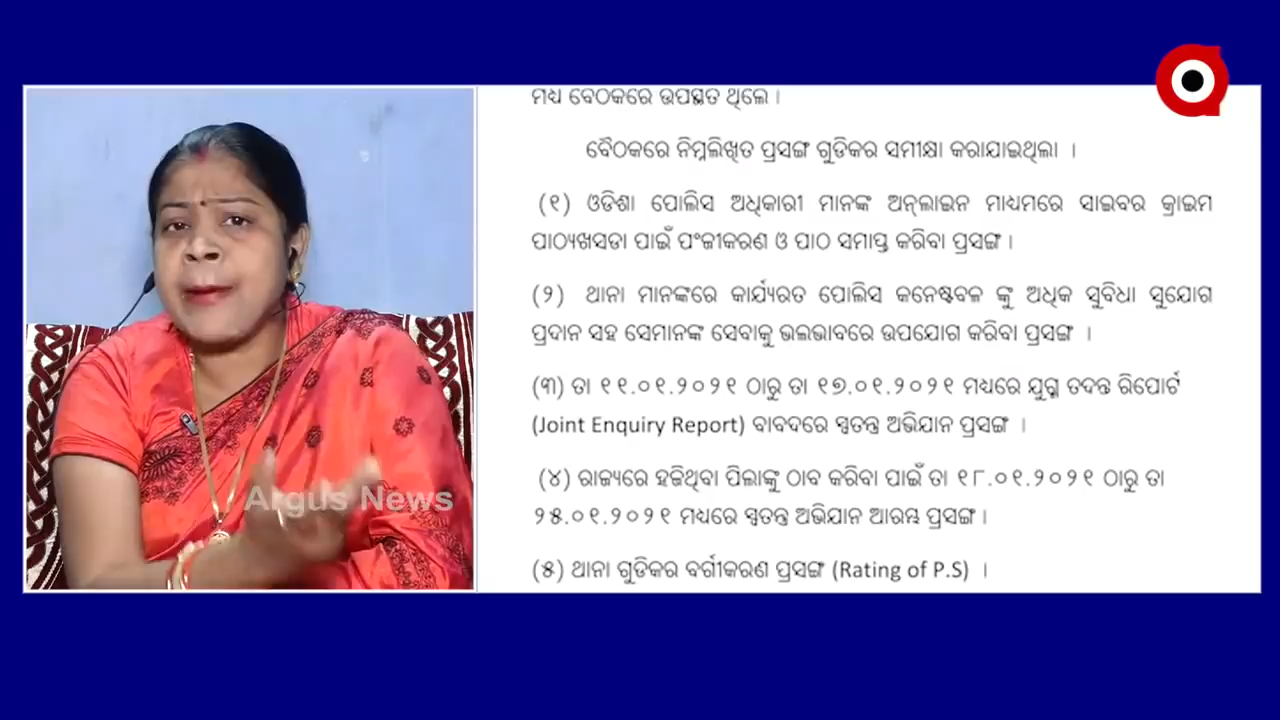 ମଧ୍ୟ ବୈଠକରେ ଉପସ୍ଥିତ ଥିଲେ ।
ବୈଠକରେ ନିମ୍ନଲିଖିତ ପ୍ରସଙ୍ଗ ଗୁଡିକର ସମୀକ୍ଷା କରାଯାଇଥିଲା ।
(୧) ଓଡିଶା ପୋଲିସ ଅଧିକାରୀ ମାନଙ୍କ ଅନ୍‌ଲାଇନ ମାଧ୍ୟମରେ ସାଇବର କ୍ରାଇମ
ପାଠ୍ୟଖସଡା ପାଇଁ ପଂଜୀକରଣ ଓ ପାଠ ସମାପ୍ତ କରିବା ପ୍ରସଙ୍ଗ ।
(୨) ଥାନା ମାନଙ୍କରେ କାର୍ଯ୍ୟରତ ପୋଲିସ କନେଷ୍ଟବଳ ଙ୍କୁ ଅଧିକ ସୁବିଧା ସୁଯୋଗ
ପ୍ରଦାନ ସହ ସେମାନଙ୍କ ସେବାକୁ ଭଲଭାବରେ ଉପଯୋଗ କରିବା ପ୍ରସଙ୍ଗ ।
(୩) ତା ୧୧.୦୧.୨୦୨୧ ଠାରୁ ତା ୧୭.୦୧.୨୦୨୧ ମଧ୍ୟରେ ଯୁଗ୍ମ ତଦନ୍ତ ରିପୋର୍ଟ
(Joint Enquiry Report) ବାବଦରେ ସ୍ୱତନ୍ତ୍ର ଅଭିଯାନ ପ୍ରସଙ୍ଗ ।
(୪) ରାଜ୍ୟରେ ହଜିଥିବା ପିଲାଙ୍କୁ ଠାବ କରିବା ପାଇଁ ତା ୧୮.୦୧.୨୦୨୧ ଠାରୁ ତା
୨୫.୦୧.୨୦୨୧ ମଧ୍ୟରେ ସ୍ୱତନ୍ତ୍ର ଅଭିଯାନ ଆରମ୍ଭ ପ୍ରସଙ୍ଗ ।
(୫) ଥାନା ଗୁଡିକର ବର୍ଗୀକରଣ ପ୍ରସଙ୍ଗ (Rating of P.S) ।
Argus News